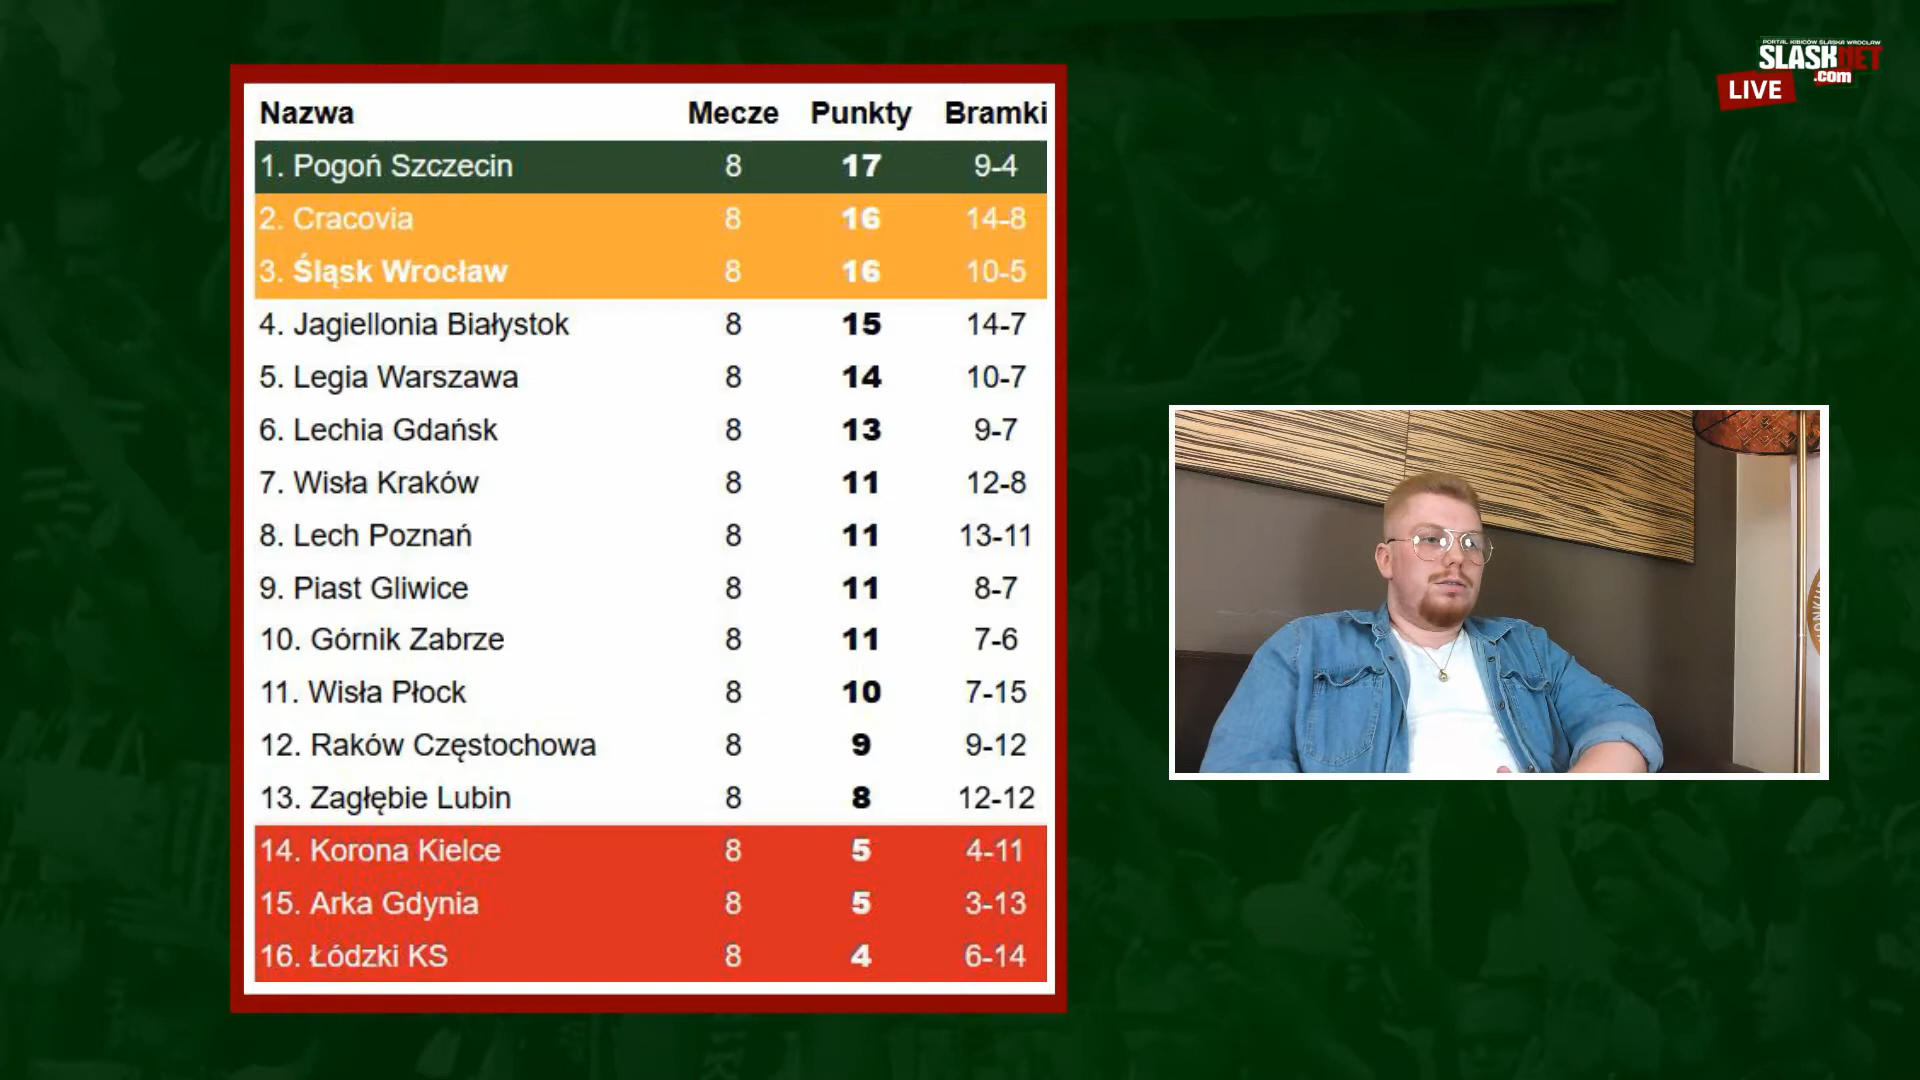 PORTAL KIBICÓW ŚLĄSKA WROCŁAW
SLASKNET
.com
LIVE
Nazwa Mecze Punkty Bramki
1. Pogoń Szczecin 8 17 9-4
2. Cracovia 8 16 14-8
3. Śląsk Wrocław 8 16 10-5
4. Jagiellonia Białystok 8 15 14-7
5. Legia Warszawa 8 14 10-7
6. Lechia Gdańsk 8 13 9-7
7. Wisła Kraków 8 11 12-8
8. Lech Poznań 8 11 13-11
9. Piast Gliwice 8 11 8-7
10. Górnik Zabrze 8 11 7-6
11. Wisła Płock 8 10 7-15
12. Raków Częstochowa 8 9 9-12
13. Zagłębie Lubin 8 8 12-12
14. Korona Kielce 8 5 4-11
15. Arka Gdynia 8 5 3-13
16. Łódzki KS 8 4 6-14